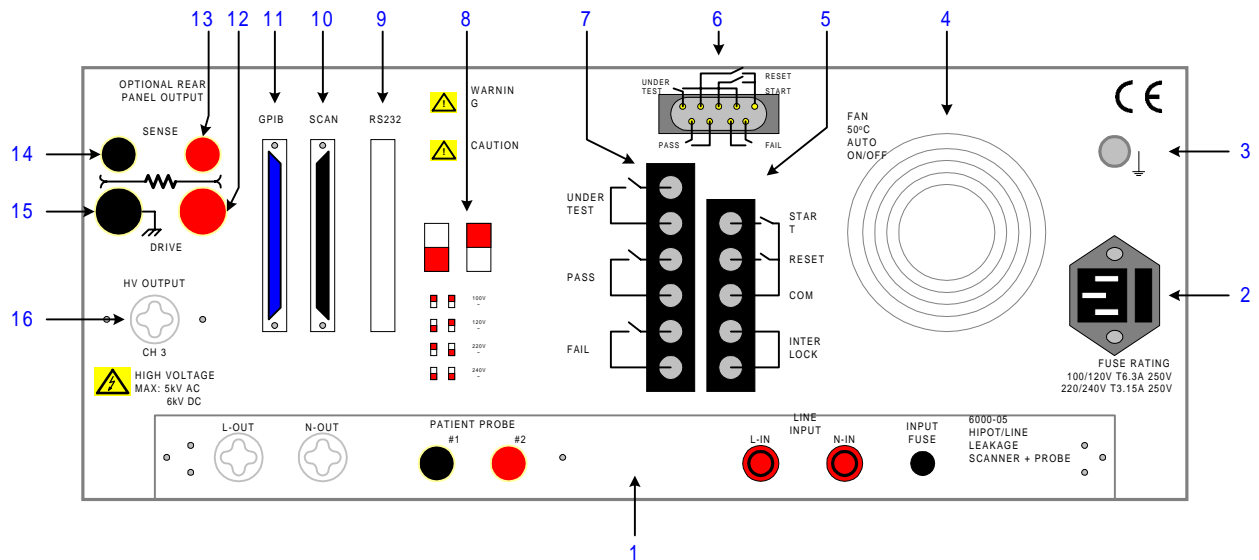 13 12 11 10 9 8 7 6 5 4
OPTIONAL REAR
PANEL OUTPUT
SENSE
GPIB SCAN RS232
WARNIN
G
CAUTION
UNDER
TEST
RESET
START
PASS
FAIL
FAN
50°C
AUTO
ON/OFF
CE
14
3
15
DRIVE
UNDER
TEST
STAR
T
PASS
RESET
COM
FAIL
INTER
LOCK
HV OUTPUT
16
CH 3
100V
~
120V
~
220V
~
240V
~
2
HIGH VOLTAGE
MAX: 5kV AC
6kV DC
FUSE RATING
100/120V T6.3A 250V
220/240V T3.15A 250V
L-OUT
N-OUT
PATIENT PROBE
#1 #2
LINE
INPUT
L-IN N-IN
INPUT
FUSE
6000-05
HIPOT/LINE
LEAKAGE
SCANNER + PROBE
1